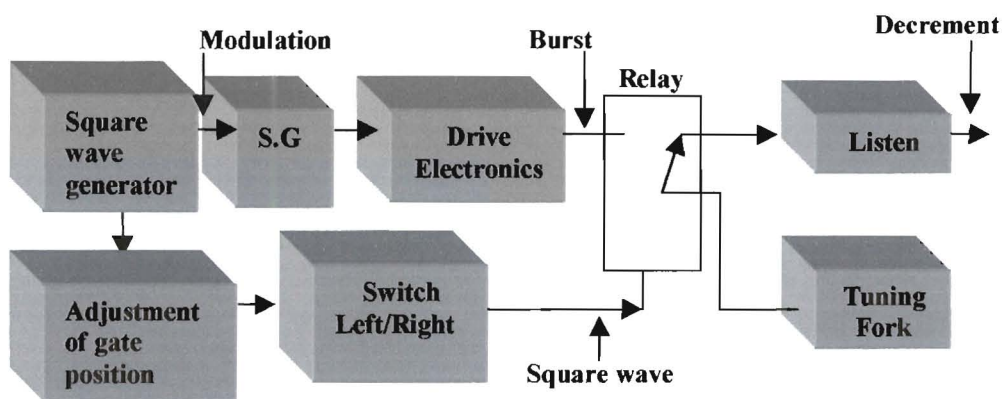 Modulation
Burst
Decrement
Relay
Square
wave
generator
S.G
Drive
Electronics
Listen
Adjustment
of gate
position
Switch
Left/Right
Tuning
Fork
Square wave